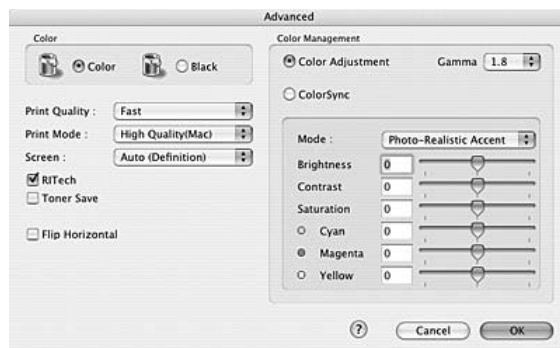 Advanced
Color
Color
Black
Print Quality :
Fast
Print Mode :
High Quality(Mac)
Screen :
Auto (Definition)
RITech
Toner Save
Flip Horizontal
Color Management
Color Adjustment
Gamma
1.8
ColorSync
Mode :
Photo-Realistic Accent
Brightness
0
Contrast
0
Saturation
0
Cyan
0
Magenta
0
Yellow
0
?
Cancel
OK